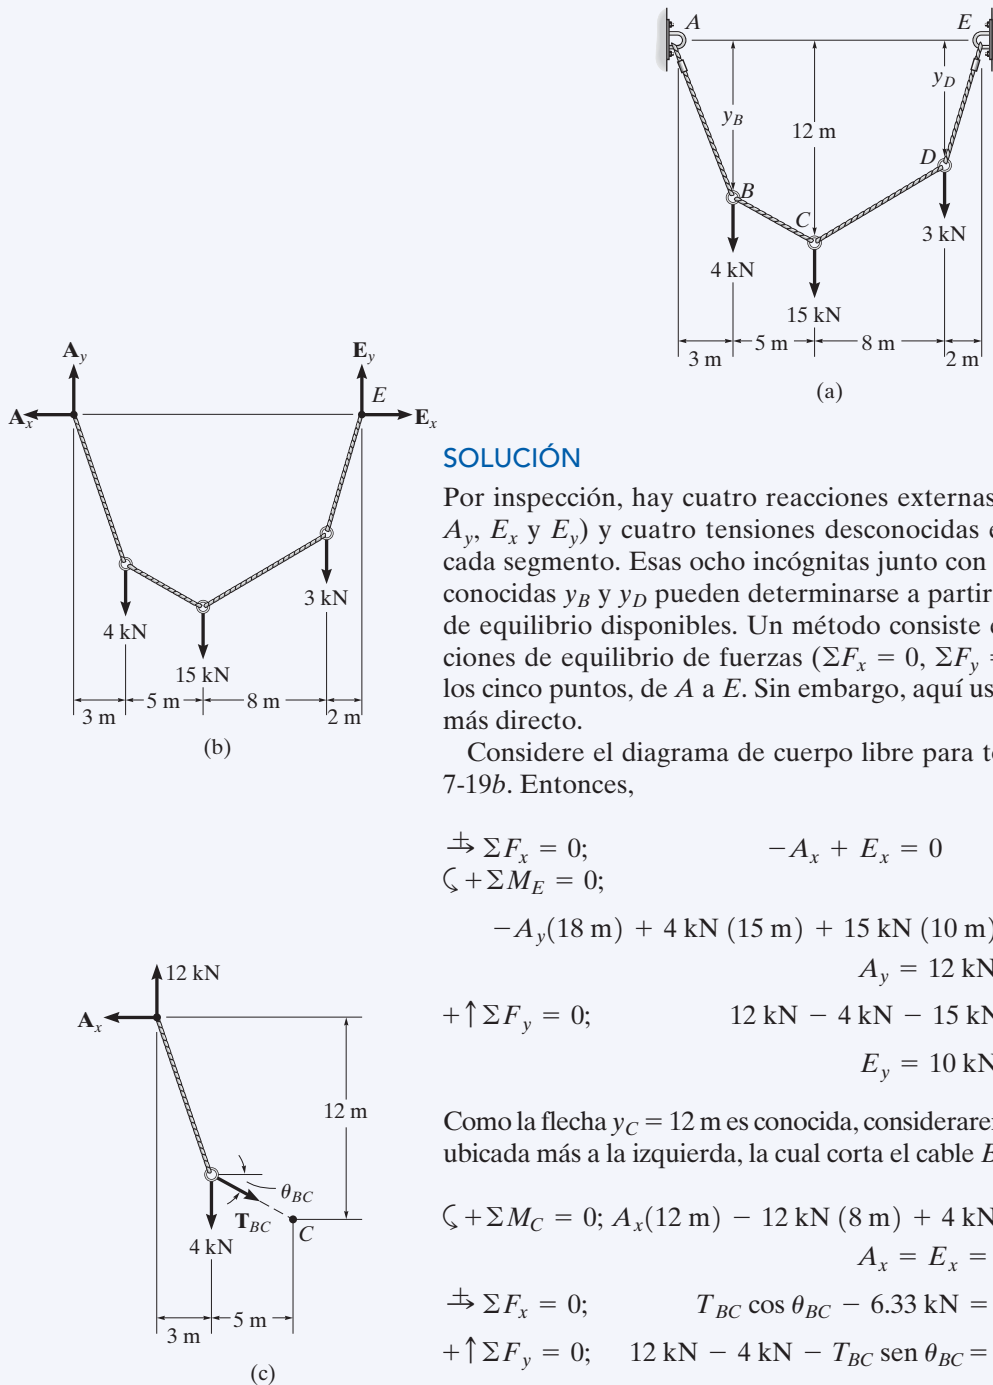 A
E
y_B
12 m
y_D
B
C
D
4 kN
15 kN
3 kN
3 m
5 m
8 m
2 m
(a)
A_y
E_y
A_x
E
E_x
4 kN
15 kN
3 kN
3 m
5 m
8 m
2 m
(b)
SOLUCIÓN
Por inspección, hay cuatro reacciones externas
A_y, E_x y E_y) y cuatro tensiones desconocidas
cada segmento. Esas ocho incógnitas junto con
conocidas y_B y y_D pueden determinarse a partir
de equilibrio disponibles. Un método consiste
ciones de equilibrio de fuerzas (ΣF_x = 0, ΣF_y =
los cinco puntos, de A a E. Sin embargo, aquí
más directo.
Considere el diagrama de cuerpo libre para
7-19b. Entonces,
→+ ΣF_x = 0; −A_x + E_x = 0
⤹+ΣM_E = 0;
−A_y(18 m) + 4 kN (15 m) + 15 kN (10 m)
A_y = 12 kN
+↑ΣF_y = 0; 12 kN − 4 kN − 15 kN
E_y = 10 kN
Como la flecha y_C = 12 m es conocida,
ubicada más a la izquierda, la cual corta el cable
⤹+ΣM_C = 0; A_x(12 m) − 12 kN (8 m) + 4 kN
A_x = E_x =
→+ ΣF_x = 0; T_BC cos θ_BC − 6.33 kN =
+↑ΣF_y = 0; 12 kN − 4 kN − T_BC sen θ_BC =
12 kN
A_x
12 m
θ_BC
T_BC
C
4 kN
3 m
5 m
(c)